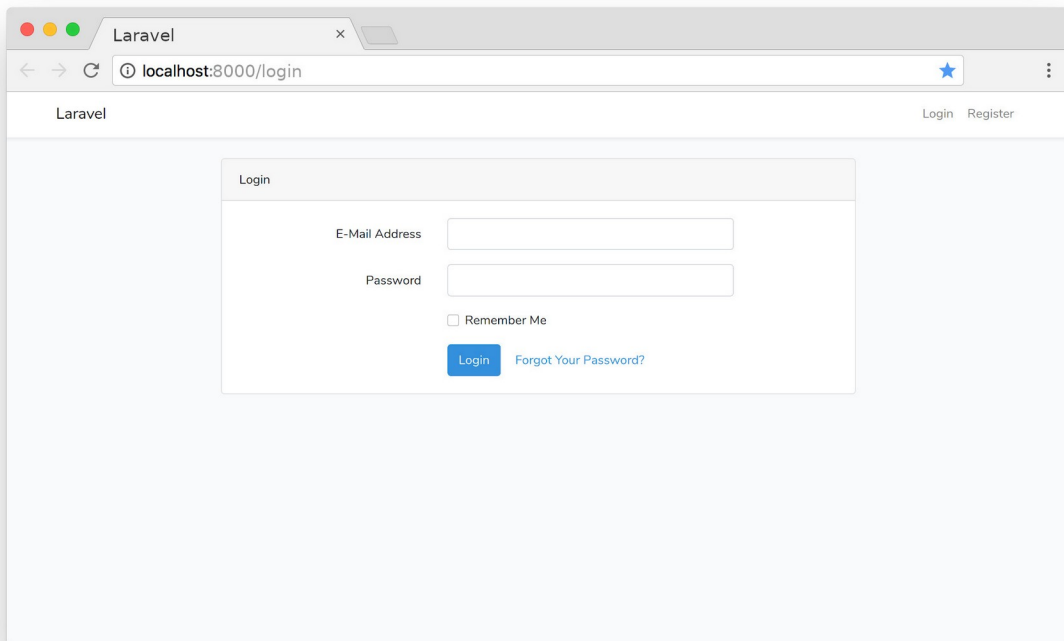 Laravel
localhost:8000/login
Laravel Login Register
Login
E-Mail Address
Password
Remember Me
Login Forgot Your Password?